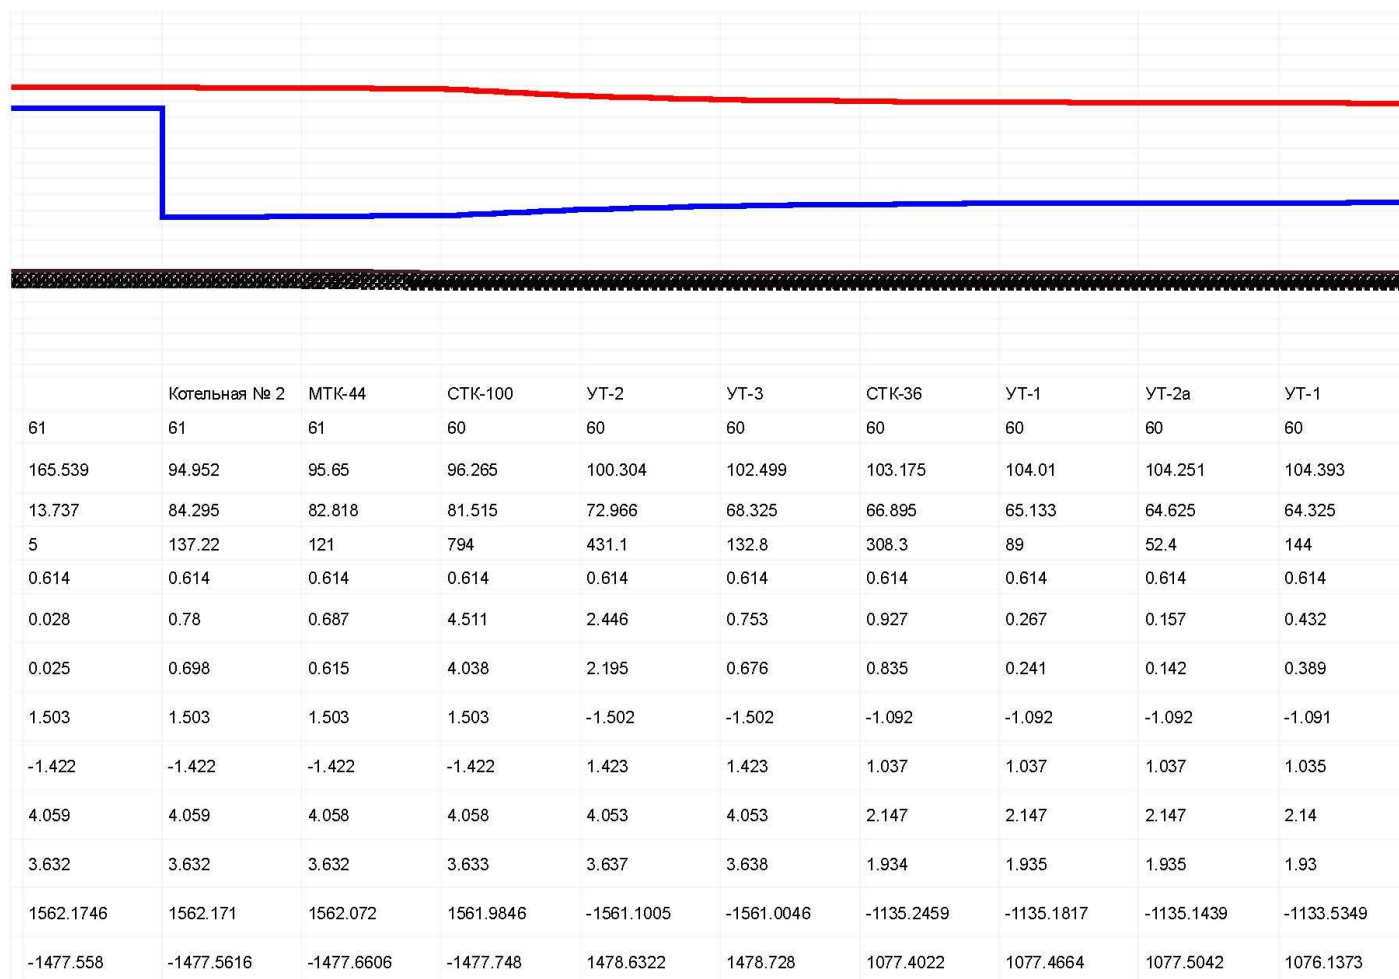 Котельная № 2 МТК-44 СТК-100 УТ-2 УТ-3 СТК-36 УТ-1 УТ-2а УТ-1
61 61 61 60 60 60 60 60 60 60
165.539 94.952 95.65 96.265 100.304 102.499 103.175 104.01 104.251 104.393
13.737 84.295 82.818 81.515 72.966 68.325 66.895 65.133 64.625 64.325
5 137.22 121 794 431.1 132.8 308.3 89 52.4 144
0.614 0.614 0.614 0.614 0.614 0.614 0.614 0.614 0.614 0.614
0.028 0.78 0.687 4.511 2.446 0.753 0.927 0.267 0.157 0.432
0.025 0.698 0.615 4.038 2.195 0.676 0.835 0.241 0.142 0.389
1.503 1.503 1.503 1.503 -1.502 -1.502 -1.092 -1.092 -1.092 -1.091
-1.422 -1.422 -1.422 -1.422 1.423 1.423 1.037 1.037 1.037 1.035
4.059 4.059 4.058 4.058 4.053 4.053 2.147 2.147 2.147 2.14
3.632 3.632 3.632 3.633 3.637 3.638 1.934 1.935 1.935 1.93
1562.1746 1562.171 1562.072 1561.9846 -1561.1005 -1561.0046 -1135.2459 -1135.1817 -1135.1439 -1133.5349
-1477.558 -1477.5616 -1477.6606 -1477.748 1478.6322 1478.728 1077.4022 1077.4664 1077.5042 1076.1373